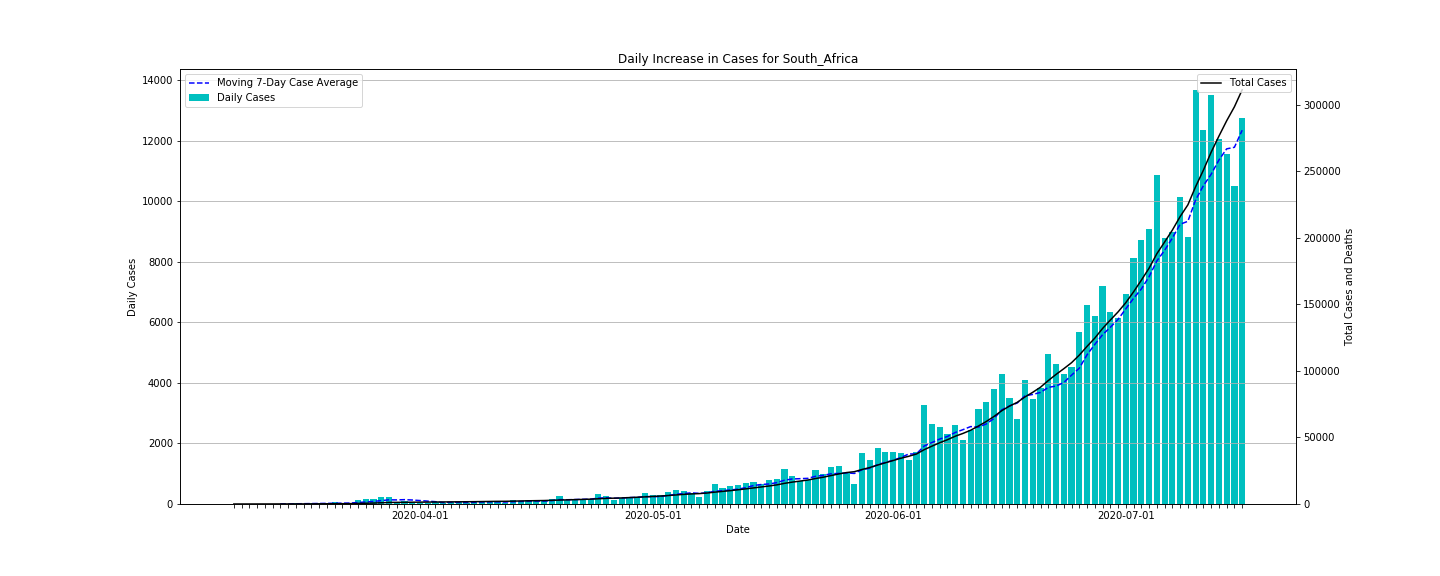 Daily Increase in Cases for South_Africa
Moving 7-Day Case Average
Daily Cases
Total Cases
14000
12000
10000
8000
6000
4000
2000
0
Daily Cases
300000
250000
200000
150000
100000
50000
0
Total Cases and Deaths
2020-04-01
2020-05-01
2020-06-01
2020-07-01
Date